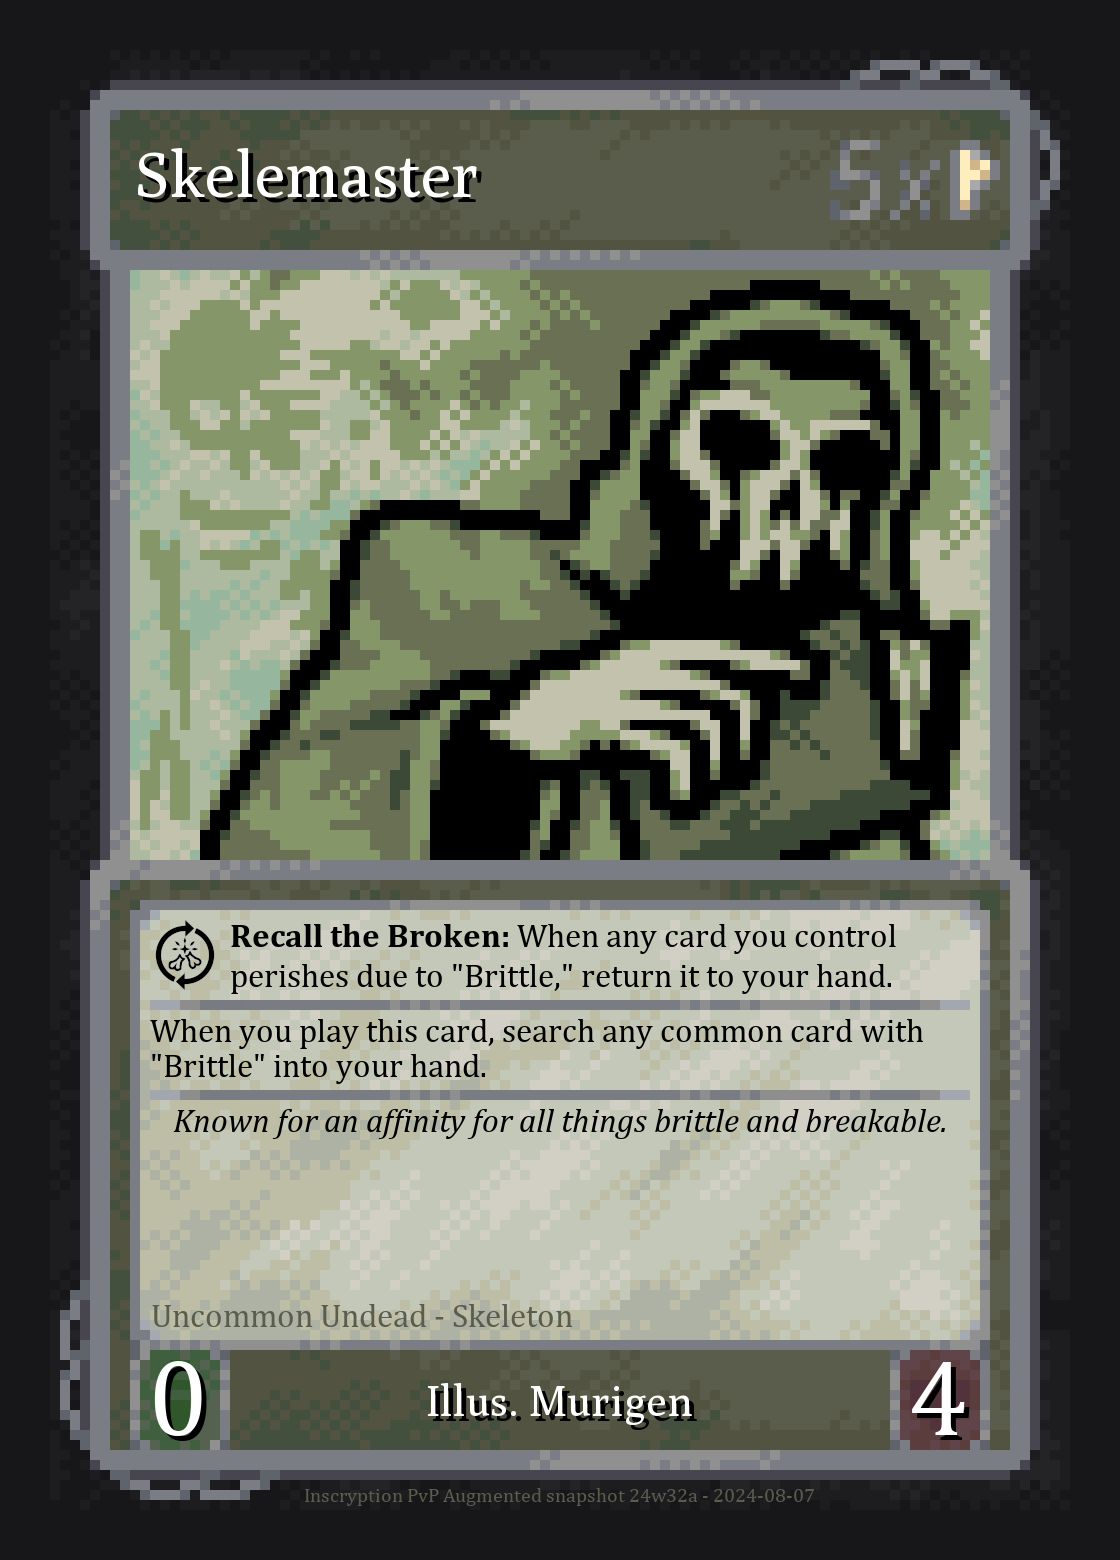 Skelemaster
5x
Recall the Broken: When any card you control
perishes due to "Brittle," return it to your hand.
When you play this card, search any common card with
"Brittle" into your hand.
Known for an affinity for all things brittle and breakable.
Uncommon Undead - Skeleton
0
Illus. Murigen
4
Inscryption PvP Augmented snapshot 24w32a - 2024-08-07